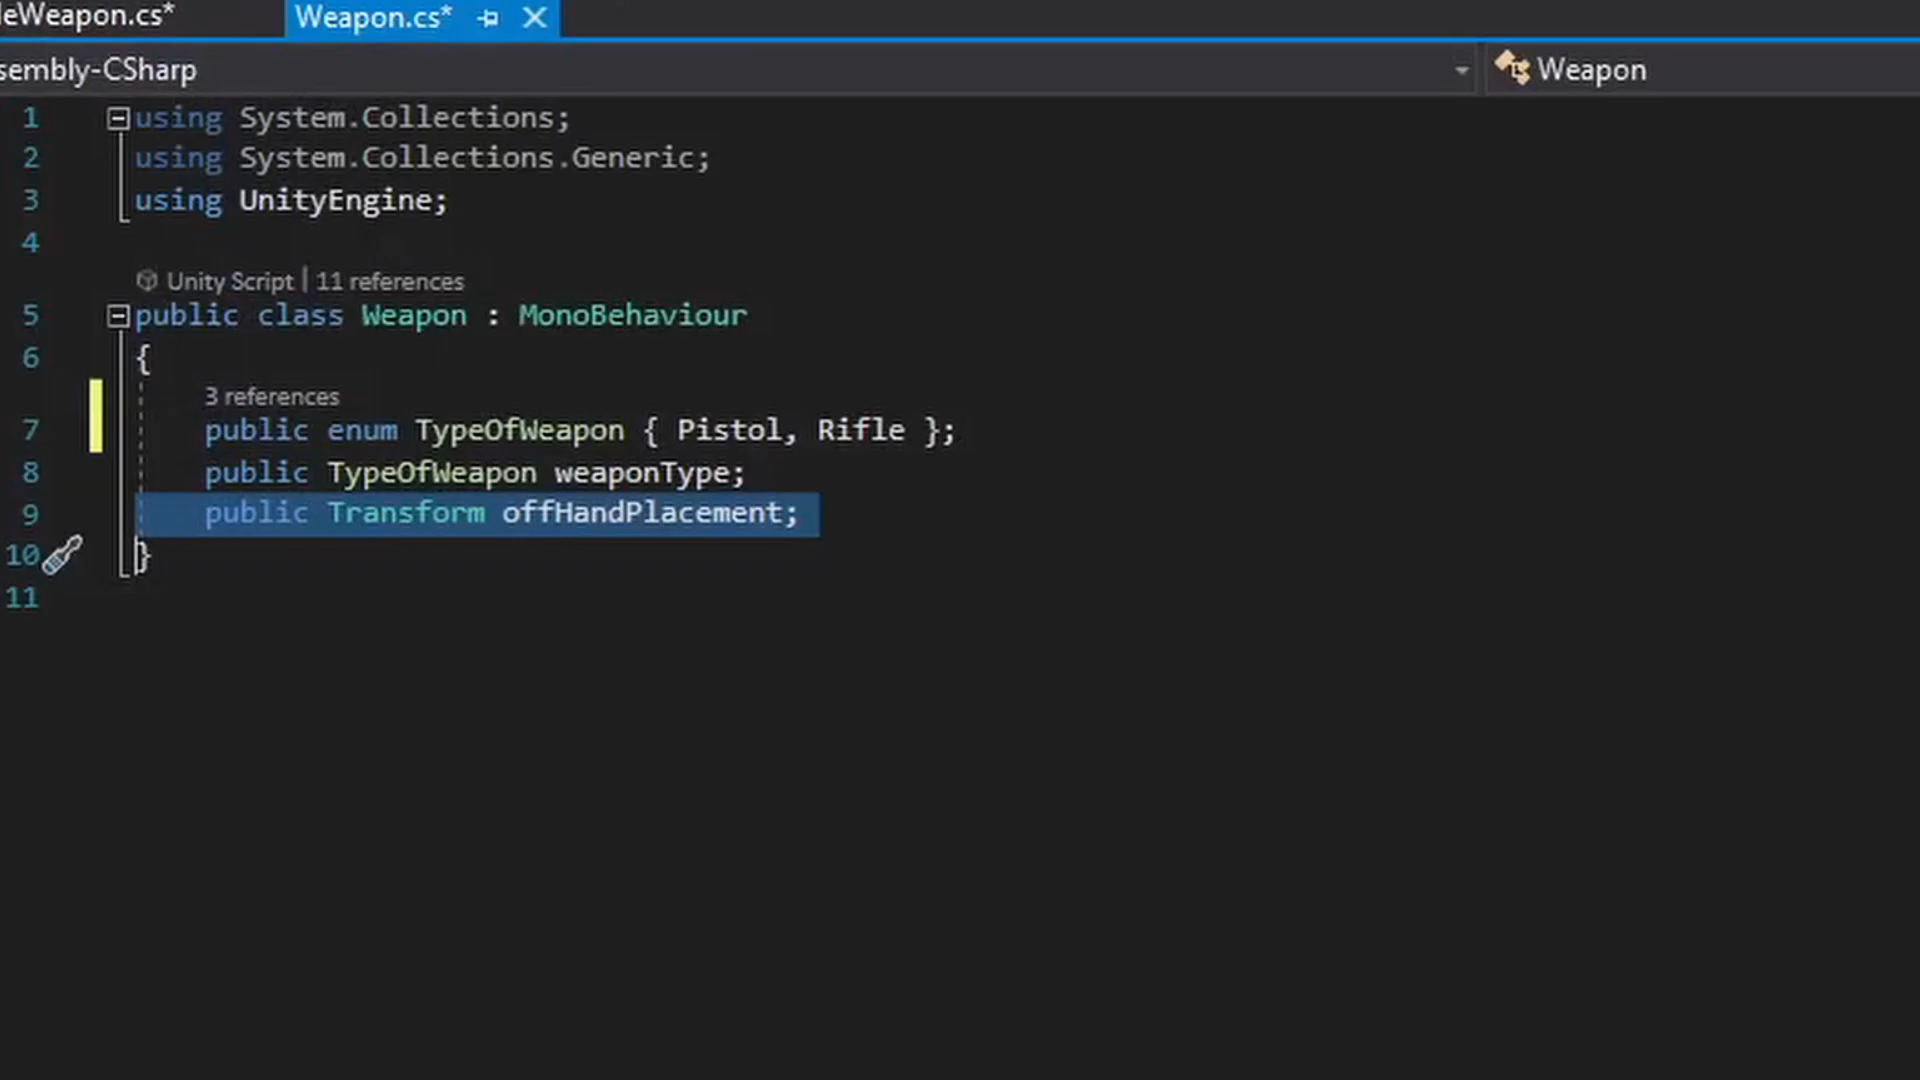 leWeapon.cs*
Weapon.cs*
sembly-CSharp
Weapon
1 using System.Collections;
2 using System.Collections.Generic;
3 using UnityEngine;
4
Unity Script | 11 references
5 public class Weapon : MonoBehaviour
6 {
3 references
7 public enum TypeOfWeapon { Pistol, Rifle };
8 public TypeOfWeapon weaponType;
9 public Transform offHandPlacement;
10 }
11